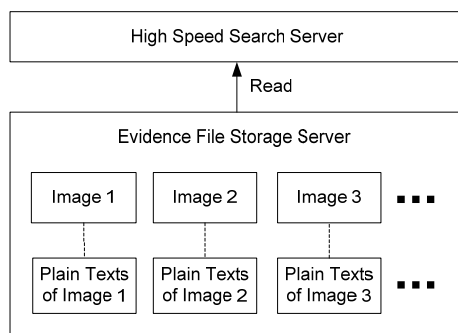 High Speed Search Server
Read
Evidence File Storage Server
Image 1
Image 2
Image 3
Plain Texts
of Image 1
Plain Texts
of Image 2
Plain Texts
of Image 3